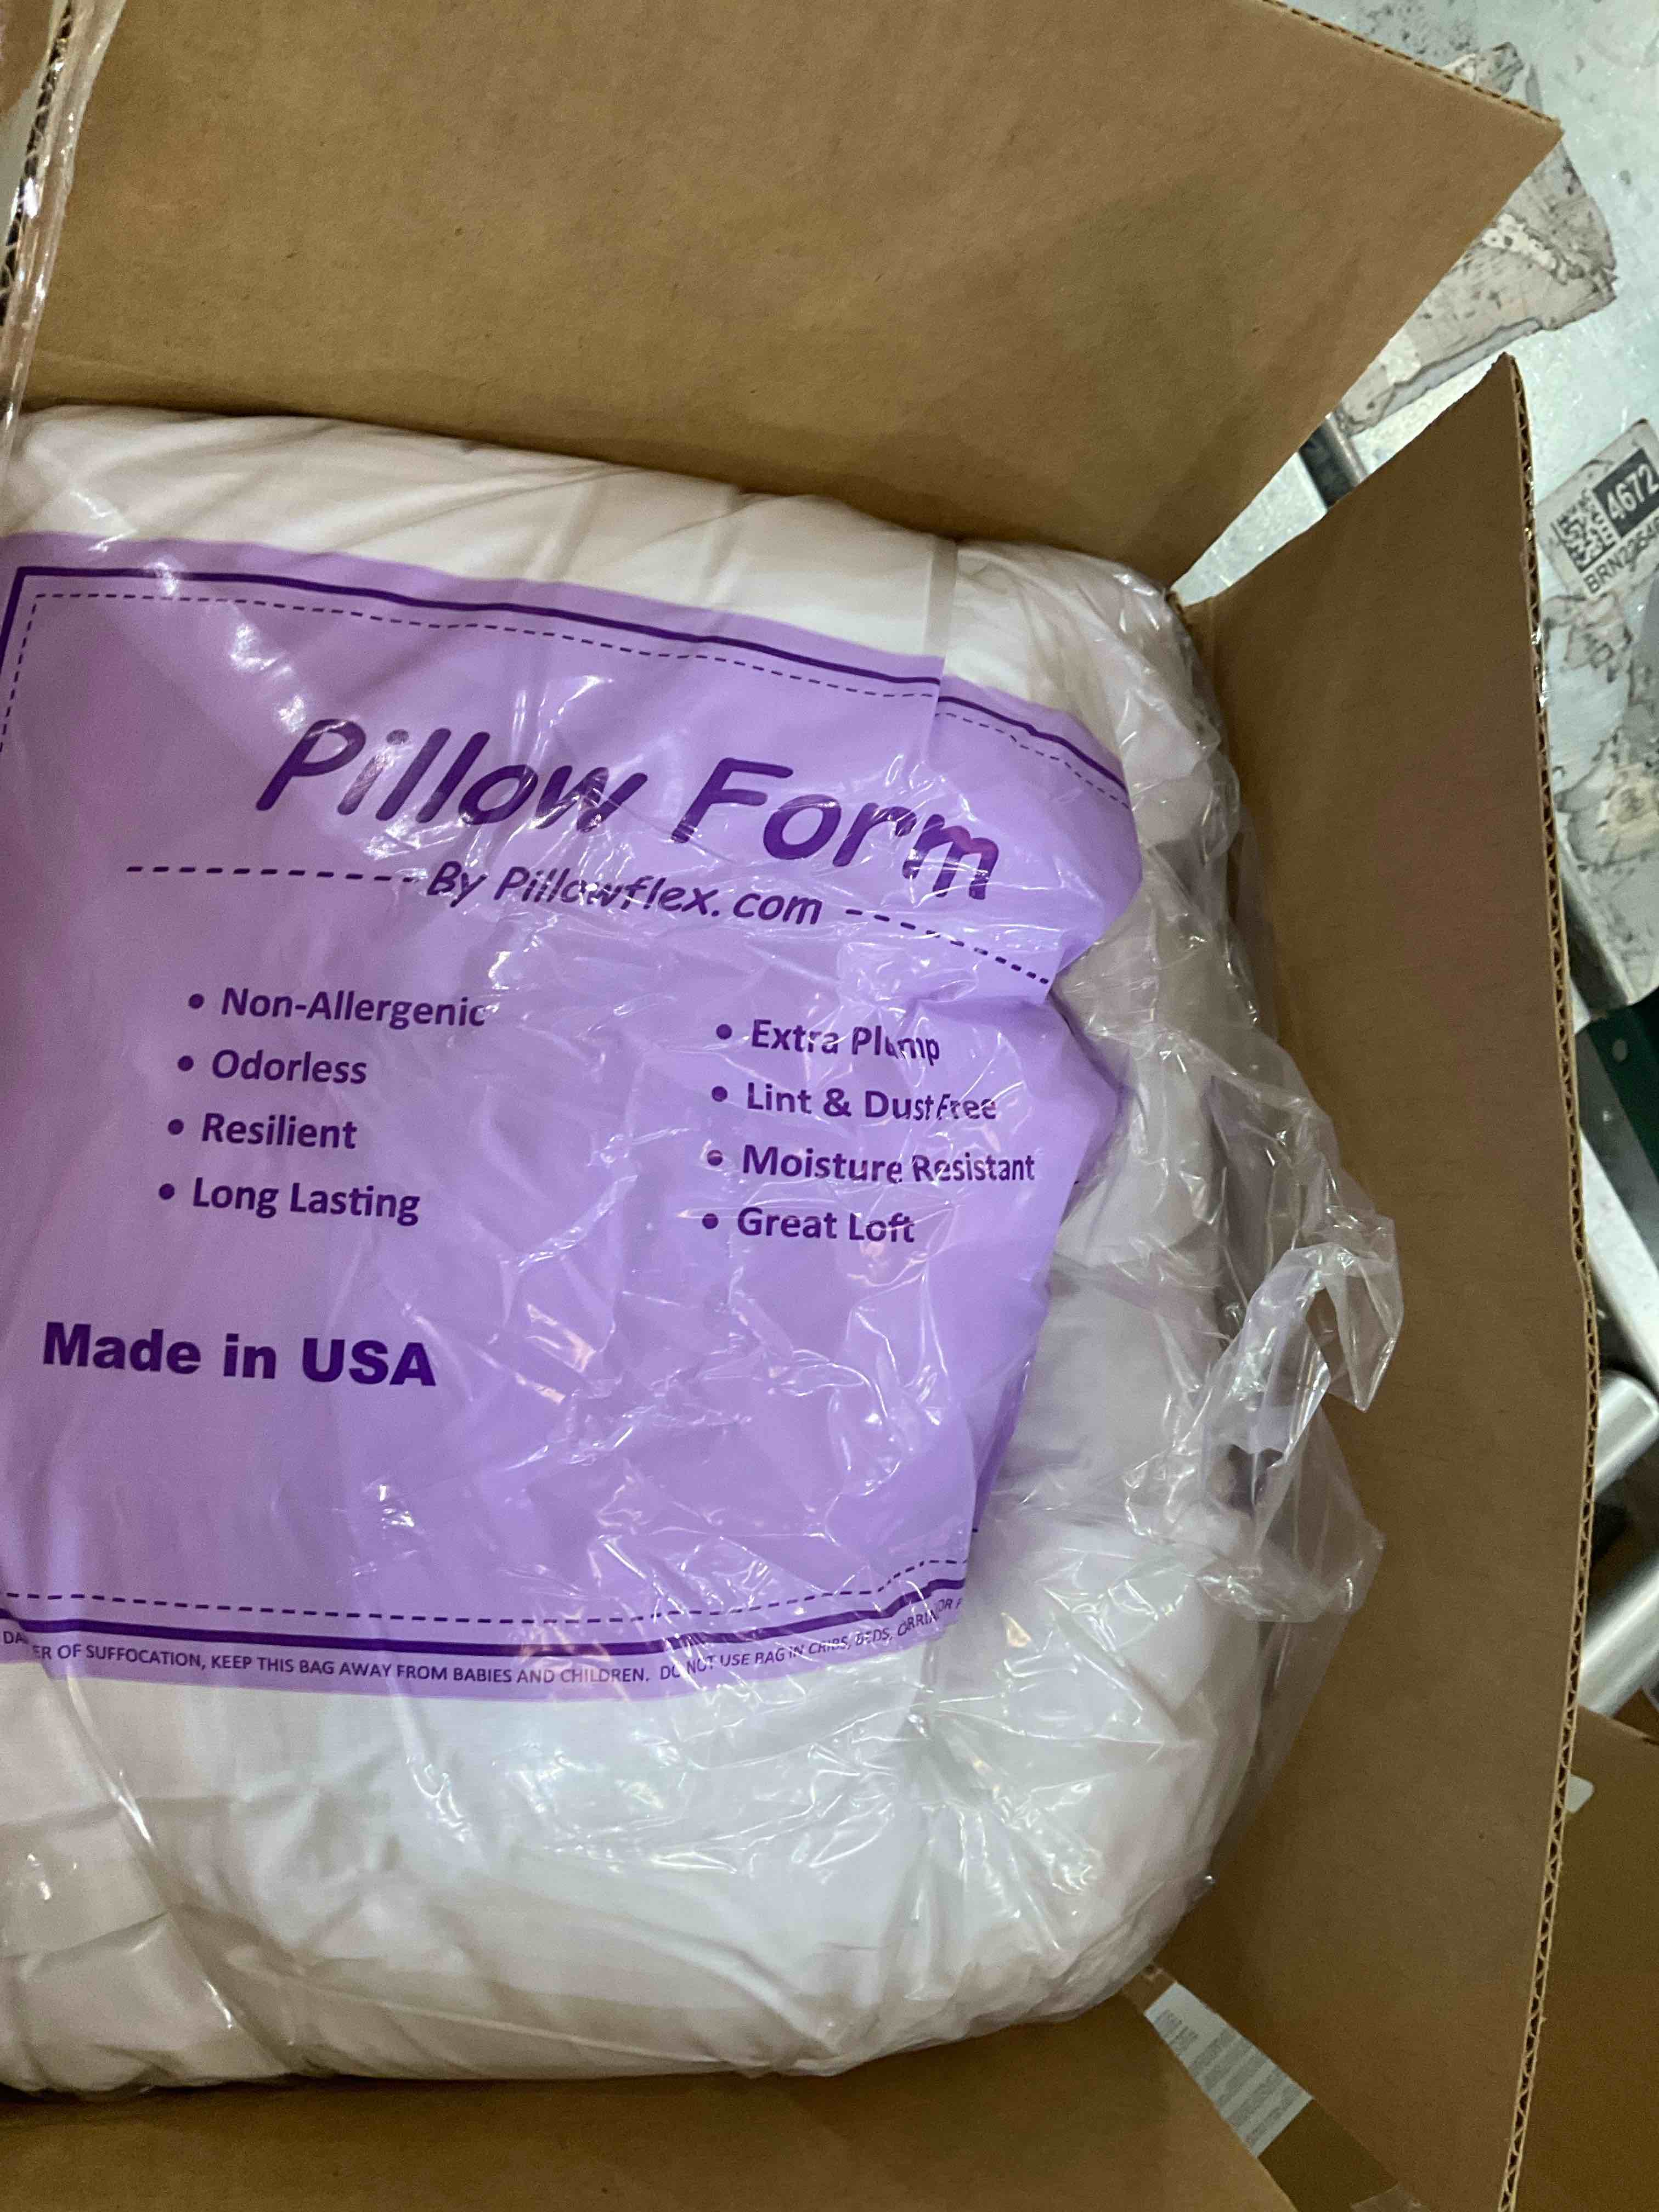 Pillow Form
By Pillowflex.com
• Non-Allergenic
• Odorless
• Resilient
• Long Lasting
• Extra Plump
• Lint & Dust Free
• Moisture Resistant
• Great Loft
Made in USA
ER OF SUFFOCATION, KEEP THIS BAG AWAY FROM BABIES AND CHILDREN. DO NOT USE BAG IN CRIBS, BEDS,
4672